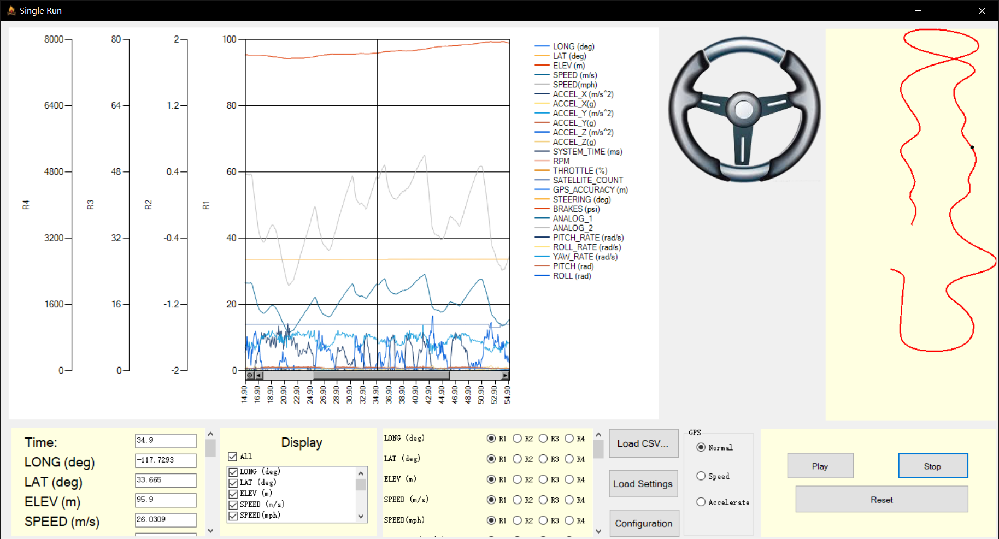 Single Run
8000 80 2 100
6400 64 1.2 80
4800 48 0.4 60
R4 R3 R2 R1
3200 32 -0.4 40
1600 16 -1.2 20
0 0 -2 0
14.90 16.90 18.90 20.90 22.90 24.90 26.90 28.90 30.90 32.90 34.90 36.90 38.90 40.90 42.90 44.90 46.90 48.90 50.90 52.90 54.90
LONG (deg)
LAT (deg)
ELEV (m)
SPEED (m/s)
SPEED(mph)
ACCEL_X (m/s^2)
ACCEL_X(g)
ACCEL_Y (m/s^2)
ACCEL_Y(g)
ACCEL_Z (m/s^2)
ACCEL_Z(g)
SYSTEM_TIME (ms)
RPM
THROTTLE (%)
SATELLITE_COUNT
GPS_ACCURACY (m)
STEERING (deg)
BRAKES (psi)
ANALOG_1
ANALOG_2
PITCH_RATE (rad/s)
ROLL_RATE (rad/s)
YAW_RATE (rad/s)
PITCH (rad)
ROLL (rad)
Time: 34.9
LONG (deg) -117.7293
LAT (deg) 33.665
ELEV (m) 95.9
SPEED (m/s) 26.0309
Display
All
LONG (deg)
LAT (deg)
ELEV (m)
SPEED (m/s)
SPEED(mph)
LONG (deg) R1 R2 R3 R4
LAT (deg) R1 R2 R3 R4
ELEV (m) R1 R2 R3 R4
SPEED (m/s) R1 R2 R3 R4
SPEED(mph) R1 R2 R3 R4
Load CSV...
Load Settings
Configuration
GPS
Normal
Speed
Accelerate
Play Stop
Reset